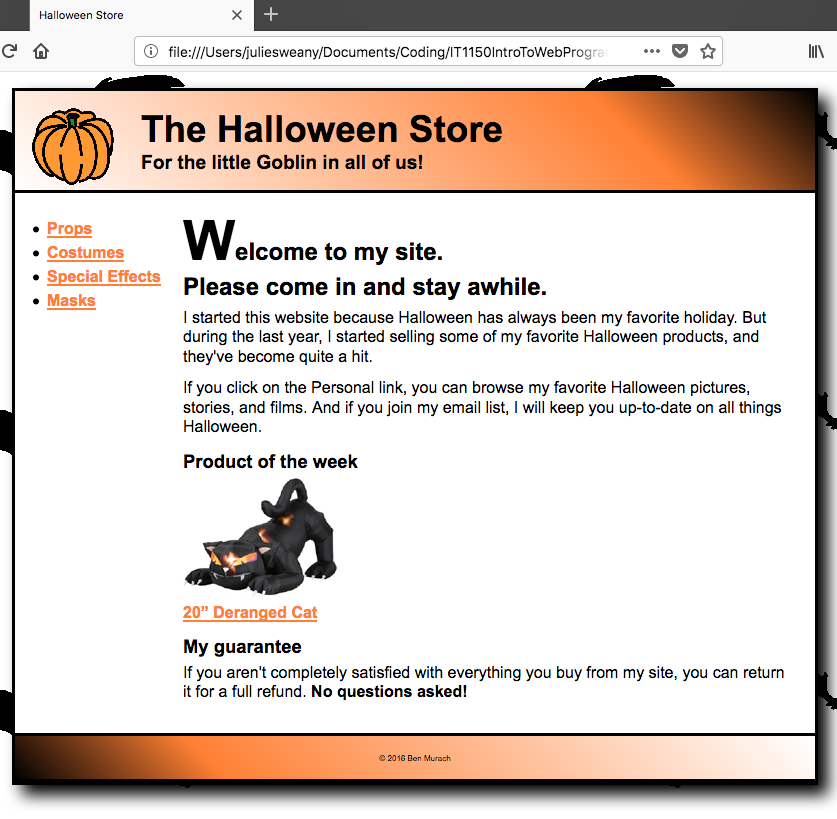 Halloween Store
file:///Users/juliesweany/Documents/Coding/IT1150IntroToWebProgra
The Halloween Store
For the little Goblin in all of us!
Props
Costumes
Special Effects
Masks
Welcome to my site.
Please come in and stay awhile.
I started this website because Halloween has always been my favorite holiday. But
during the last year, I started selling some of my favorite Halloween products, and
they've become quite a hit.
If you click on the Personal link, you can browse my favorite Halloween pictures,
stories, and films. And if you join my email list, I will keep you up-to-date on all things
Halloween.
Product of the week
20” Deranged Cat
My guarantee
If you aren't completely satisfied with everything you buy from my site, you can return
it for a full refund. No questions asked!
© 2016 Ben Murach